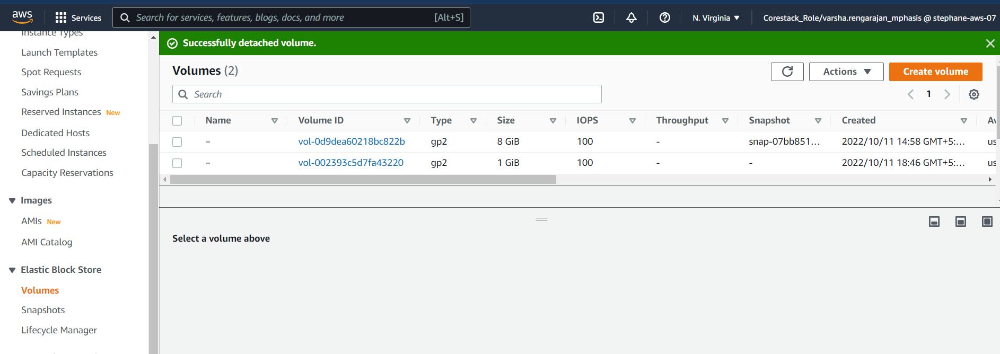 aws Services Search for services, features, blogs, docs, and more [Alt+S] N. Virginia Corestack_Role/varsha.rengarajan_mphasis @ stephane-aws-07
Instance Types
Launch Templates
Spot Requests
Savings Plans
Reserved Instances New
Dedicated Hosts
Scheduled Instances
Capacity Reservations
Images
AMIs New
AMI Catalog
Elastic Block Store
Volumes
Snapshots
Lifecycle Manager
Successfully detached volume.
Volumes (2) Actions Create volume
Search 1
Name Volume ID Type Size IOPS Throughput Snapshot Created
– vol-0d9dea60218bc822b gp2 8 GiB 100 - snap-07bb851... 2022/10/11 14:58 GMT+5:...
– vol-002393c5d7fa43220 gp2 1 GiB 100 - - 2022/10/11 18:46 GMT+5:...
Select a volume above